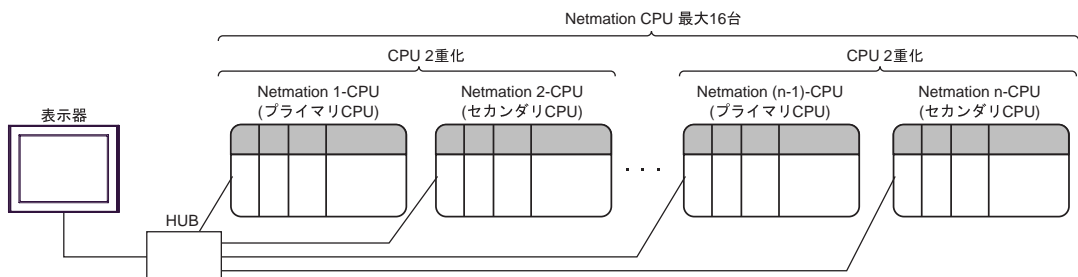 Netmation CPU 最大16台
CPU 2重化
CPU 2重化
Netmation 1-CPU
(プライマリCPU)
Netmation 2-CPU
(セカンダリCPU)
Netmation (n-1)-CPU
(プライマリCPU)
Netmation n-CPU
(セカンダリCPU)
表示器
・・・
HUB